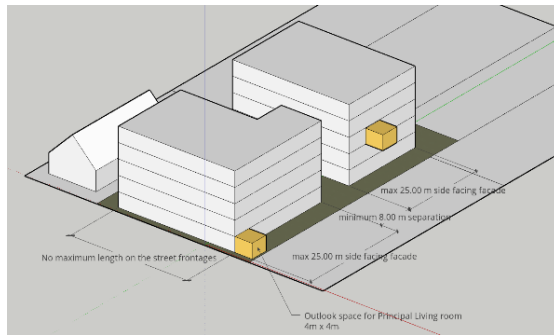 max 25.00 m side facing facade
minimum 8.00 m separation
No maximum length on the street frontages
max 25.00 m side facing facade
Outlook space for Principal Living room
4m x 4m